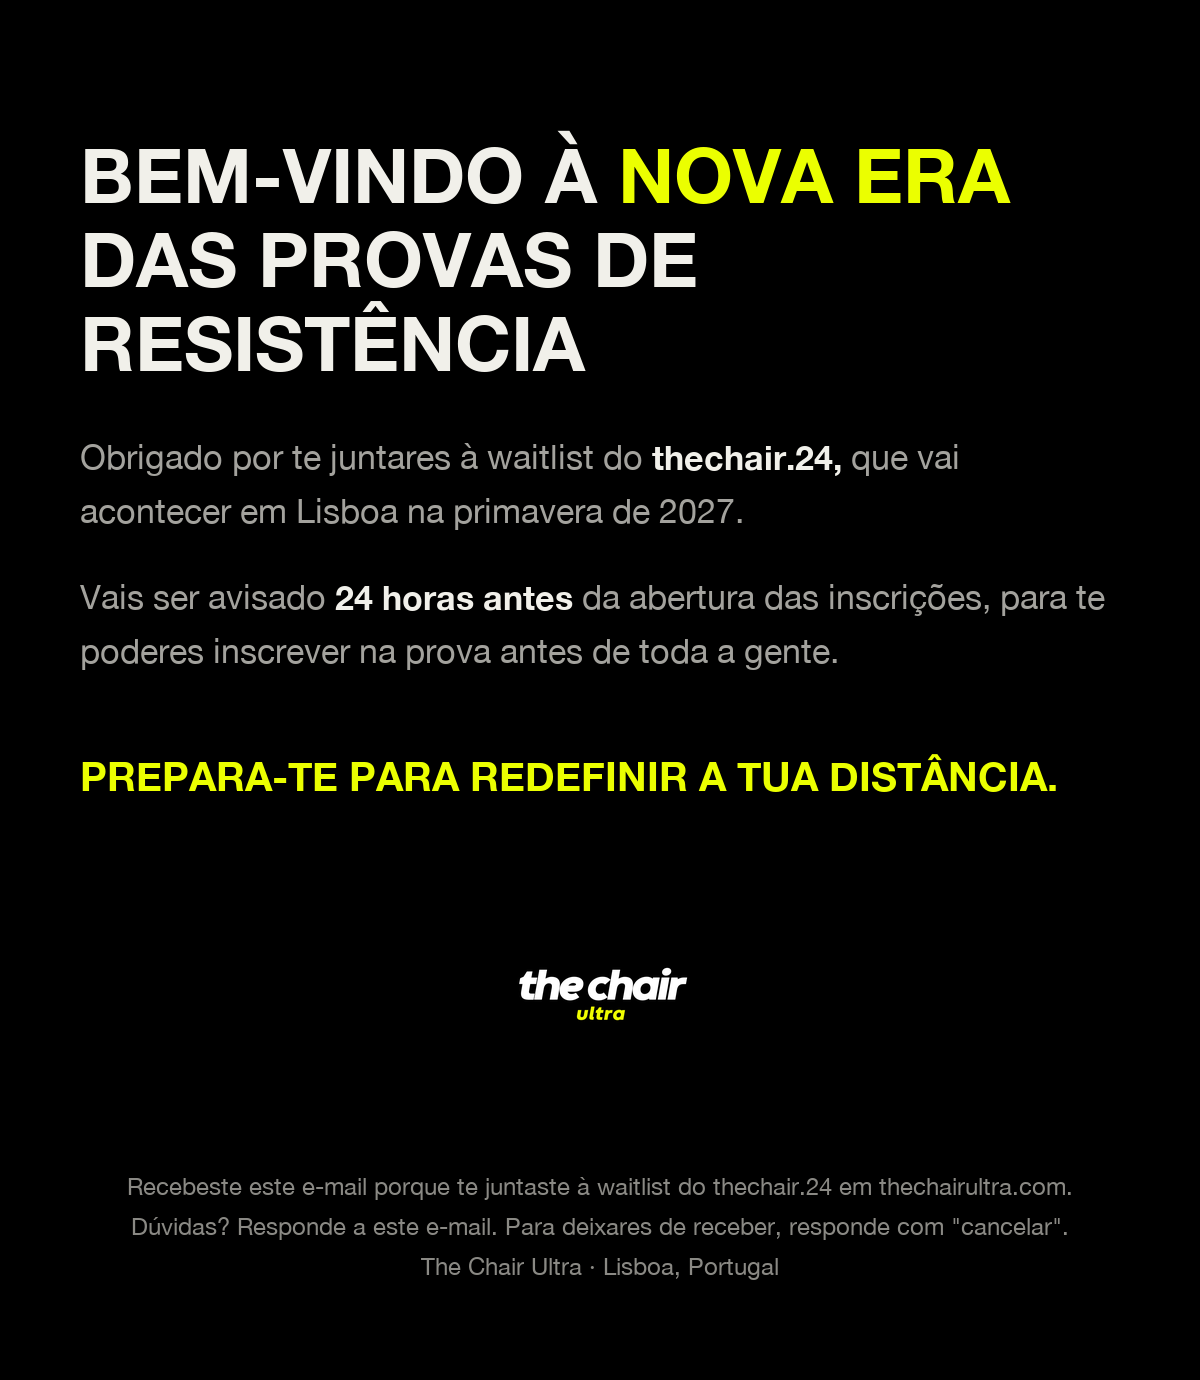 BEM-VINDO À NOVA ERA
DAS PROVAS DE
RESISTÊNCIA
Obrigado por te juntares à waitlist do thechair.24, que vai
acontecer em Lisboa na primavera de 2027.
Vais ser avisado 24 horas antes da abertura das inscrições, para te
poderes inscrever na prova antes de toda a gente.
PREPARA-TE PARA REDEFINIR A TUA DISTÂNCIA.
the chair
ultra
Recebeste este e-mail porque te juntaste à waitlist do thechair.24 em thechairultra.com.
Dúvidas? Responde a este e-mail. Para deixares de receber, responde com "cancelar".
The Chair Ultra · Lisboa, Portugal